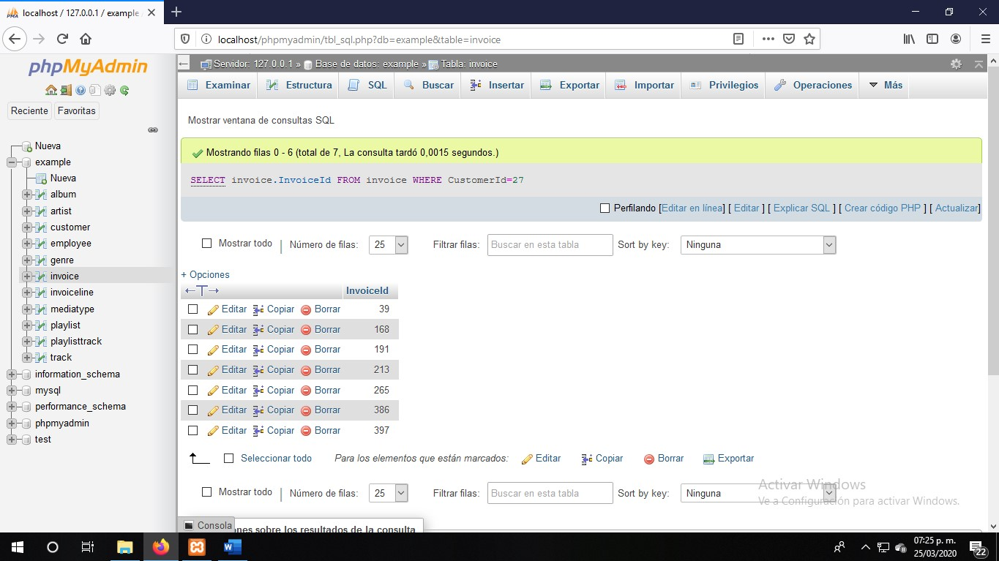 localhost / 127.0.0.1 / example
localhost/phpmyadmin/tbl_sql.php?db=example&table=invoice
phpMyAdmin
Reciente Favoritas
Nueva
example
Nueva
album
artist
customer
employee
genre
invoice
invoiceline
mediatype
playlist
playlisttrack
track
information_schema
mysql
performance_schema
phpmyadmin
test
Servidor: 127.0.0.1 » Base de datos: example » Tabla: invoice
Examinar Estructura SQL Buscar Insertar Exportar Importar Privilegios Operaciones Más
Mostrar ventana de consultas SQL
Mostrando filas 0 - 6 (total de 7, La consulta tardó 0,0015 segundos.)
SELECT invoice.InvoiceId FROM invoice WHERE CustomerId=27
Perfilando [Editar en línea] [ Editar ] [ Explicar SQL ] [ Crear código PHP ] [ Actualizar]
Mostrar todo | Número de filas: 25 Filtrar filas: Buscar en esta tabla Sort by key: Ninguna
+ Opciones
←T→ InvoiceId
Editar Copiar Borrar 39
Editar Copiar Borrar 168
Editar Copiar Borrar 191
Editar Copiar Borrar 213
Editar Copiar Borrar 265
Editar Copiar Borrar 386
Editar Copiar Borrar 397
Seleccionar todo Para los elementos que están marcados: Editar Copiar Borrar Exportar
Mostrar todo | Número de filas: 25 Filtrar filas: Buscar en esta tabla Sort by key: Ninguna
Activar Windows
Ve a Configuración para activar Windows.
Consola
nes sobre los resultados de la consulta
07:25 p. m.
25/03/2020
22